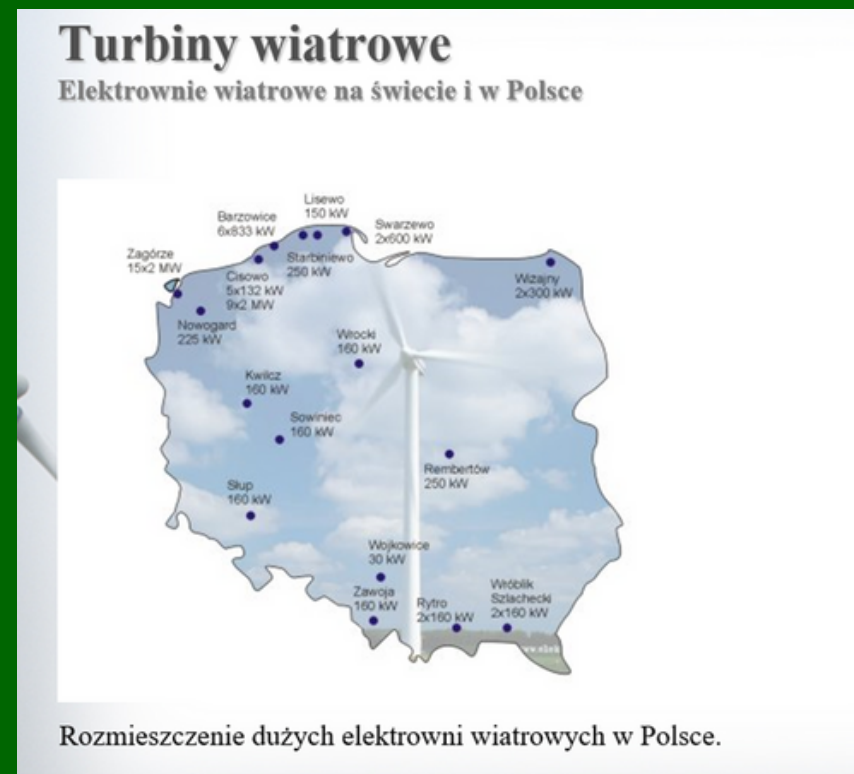 Turbiny wiatrowe
Elektrownie wiatrowe na świecie i w Polsce
Lisewo
150 kW
Barzowice
6x833 kW
Swarzewo
2x600 kW
Zagórze
15x2 MW
Starbiniewo
250 kW
Cisowo
5x132 kW
9x2 MW
Wizajny
2x300 kW
Nowogard
225 kW
Wrocki
160 kW
Kwilcz
160 kW
Sowiniec
160 kW
Rembertów
250 kW
Słup
160 kW
Wojkowice
30 kW
Zawoja
160 kW
Rytro
2x160 kW
Wróblik
Szlachecki
2x160 kW
Rozmieszczenie dużych elektrowni wiatrowych w Polsce.